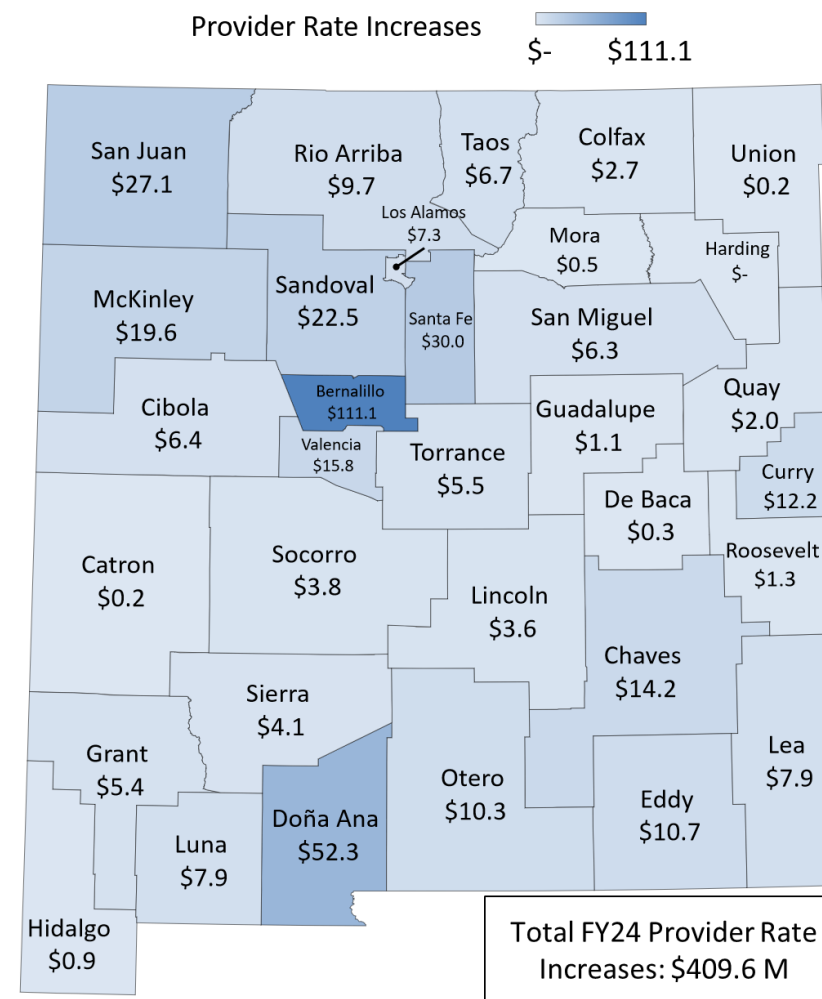 Provider Rate Increases
$- $111.1
San Juan
$27.1
Rio Arriba
$9.7
Taos
$6.7
Colfax
$2.7
Union
$0.2
Los Alamos
$7.3
Mora
$0.5
Harding
$-
McKinley
$19.6
Sandoval
$22.5
Santa Fe
$30.0
San Miguel
$6.3
Cibola
$6.4
Bernalillo
$111.1
Valencia
$15.8
Torrance
$5.5
Guadalupe
$1.1
Quay
$2.0
Curry
$12.2
De Baca
$0.3
Roosevelt
$1.3
Catron
$0.2
Socorro
$3.8
Lincoln
$3.6
Chaves
$14.2
Sierra
$4.1
Grant
$5.4
Luna
$7.9
Doña Ana
$52.3
Otero
$10.3
Eddy
$10.7
Lea
$7.9
Hidalgo
$0.9
Total FY24 Provider Rate
Increases: $409.6 M